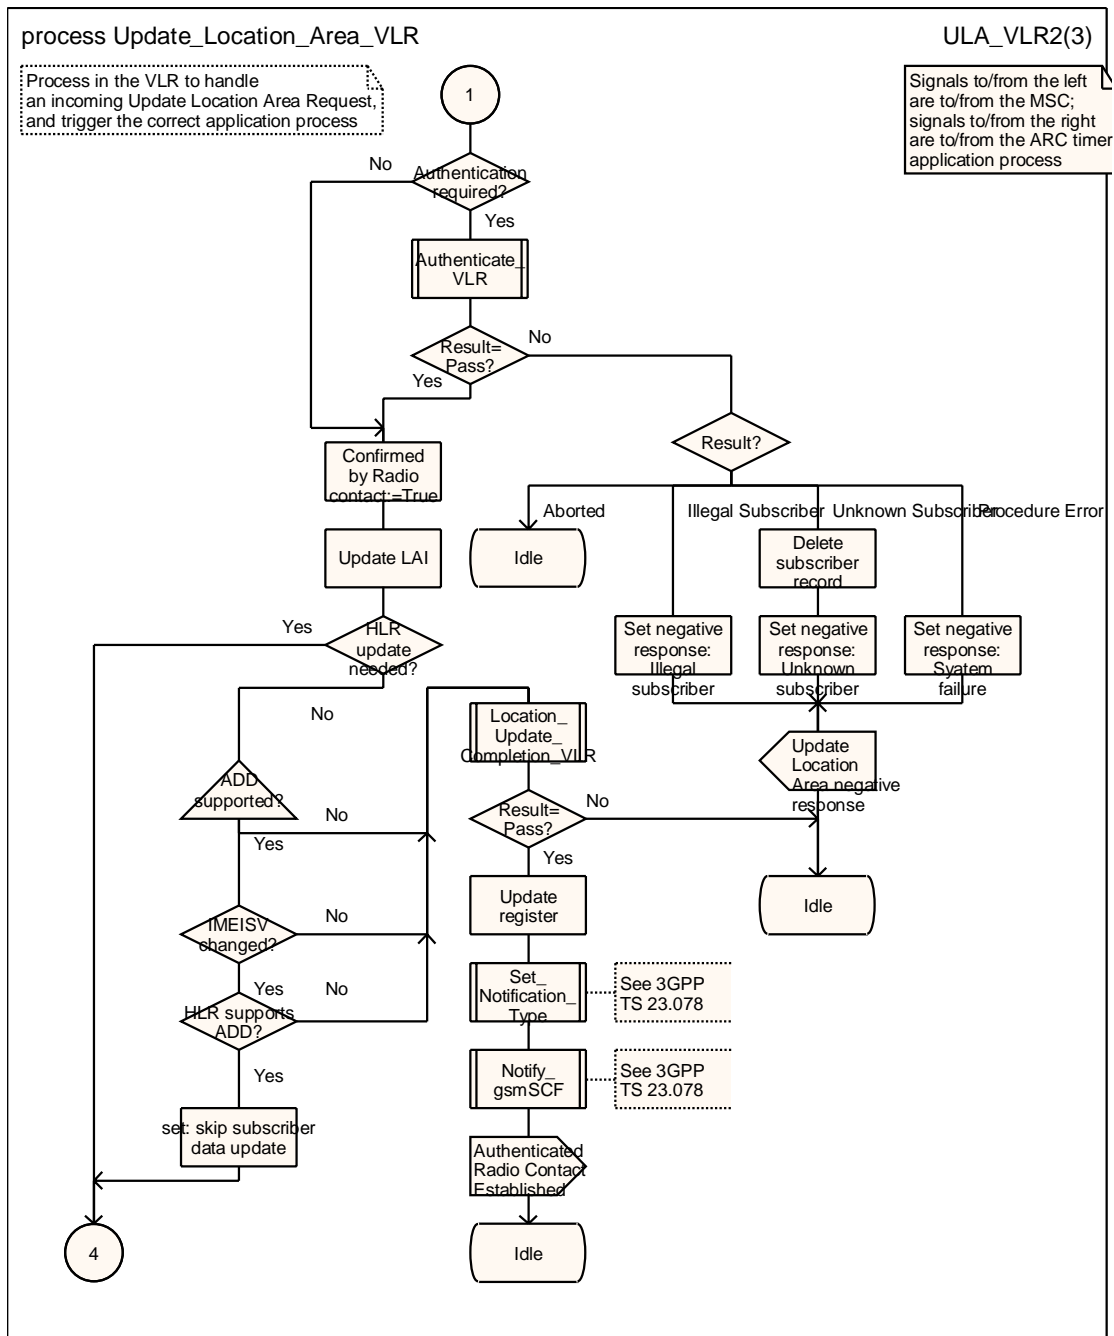 process Update_Location_Area_VLR
ULA_VLR2(3)
Process in the VLR to handle
an incoming Update Location Area Request,
and trigger the correct application process
Signals to/from the left
are to/from the MSC;
signals to/from the right
are to/from the ARC timer
application process
1
No
Authentication
required?
Yes
Authenticate_
VLR
No
Result=
Pass?
Yes
Result?
Confirmed
by Radio
contact:=True
Aborted
Illegal Subscriber
Unknown Subscriber
Procedure Error
Update LAI
Idle
Delete
subscriber
record
Yes
HLR
update
needed?
Set negative
response:
Illegal
subscriber
Set negative
response:
Unknown
subscriber
Set negative
response:
Syatem
failure
No
Location_
Update_
Completion_VLR
Update
Location
Area negative
response
ADD
supported?
No
Yes
Result=
Pass?
No
Yes
Update
register
Idle
IMEISV
changed?
No
Yes
Set_
Notification_
Type
See 3GPP
TS 23.078
HLR supports
ADD?
No
Yes
Notify_
gsmSCF
See 3GPP
TS 23.078
set: skip subscriber
data update
Authenticated
Radio Contact
Established
4
Idle